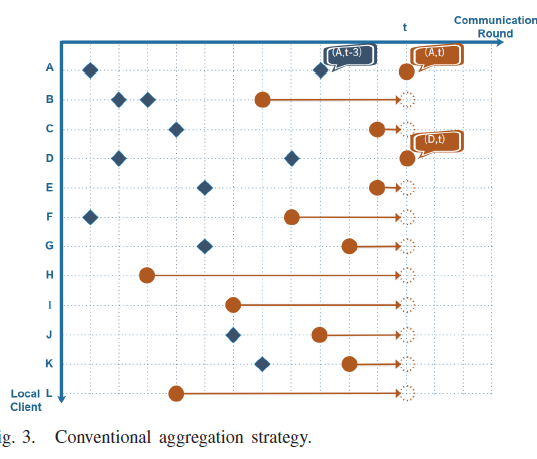 Communication
Round
t
(A,t-3)
(A,t)
A
B
C
(D,t)
D
E
F
G
H
I
J
K
Local L
Client
ig. 3. Conventional aggregation strategy.